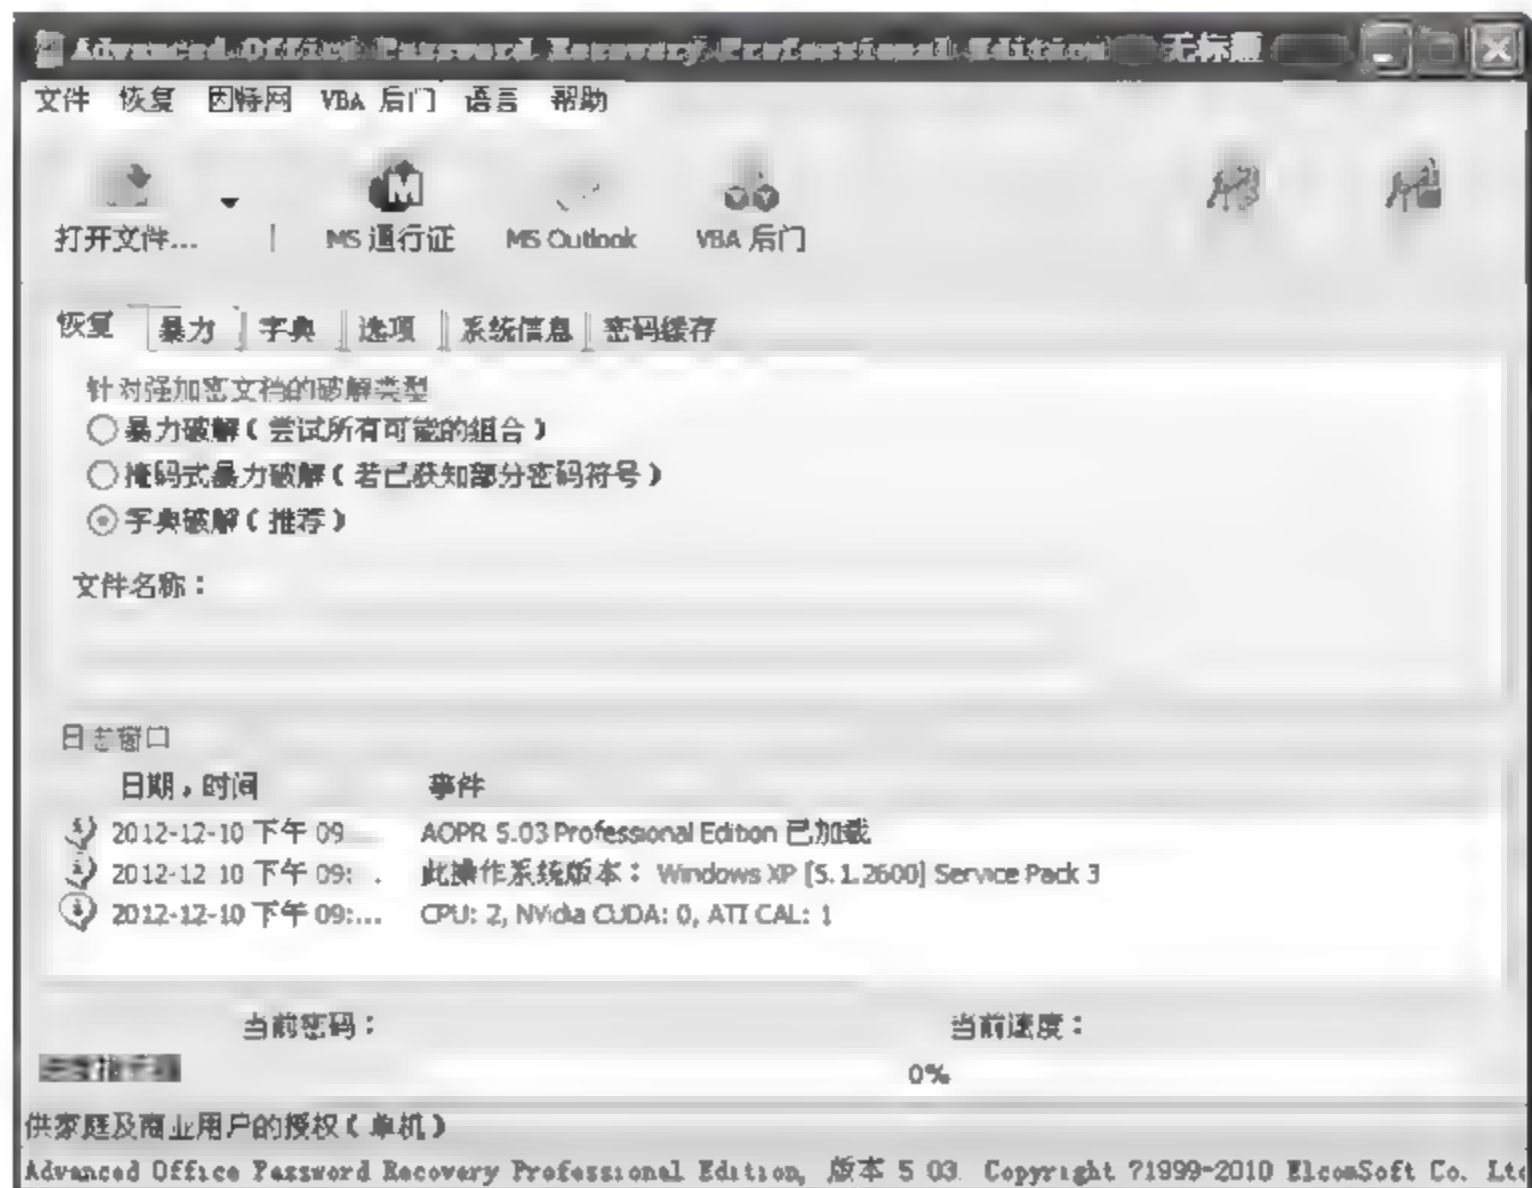 Advanced Office Password Recovery Professional Edition 无标题
文件 恢复 因特网 VBA 后门 语言 帮助
打开文件... MS 通行证 MS Outlook VBA 后门
恢复 暴力 字典 选项 系统信息 密码缓存
针对强加密文档的破解类型
暴力破解（尝试所有可能的组合）
掩码式暴力破解（若已获知部分密码符号）
字典破解（推荐）
文件名称：
日志窗口
日期，时间 事件
2012-12-10 下午 09 AOPR 5.03 Professional Edition 已加载
2012-12-10 下午 09: 此操作系统版本： Windows XP [5.1.2600] Service Pack 3
2012-12-10 下午 09:... CPU: 2, NVidia CUDA: 0, ATI CAL: 1
当前密码： 当前速度：
0%
供家庭及商业用户的授权（单机）
Advanced Office Password Recovery Professional Edition, 版本 5.03. Copyright ?1999-2010 ElcomSoft Co. Ltd